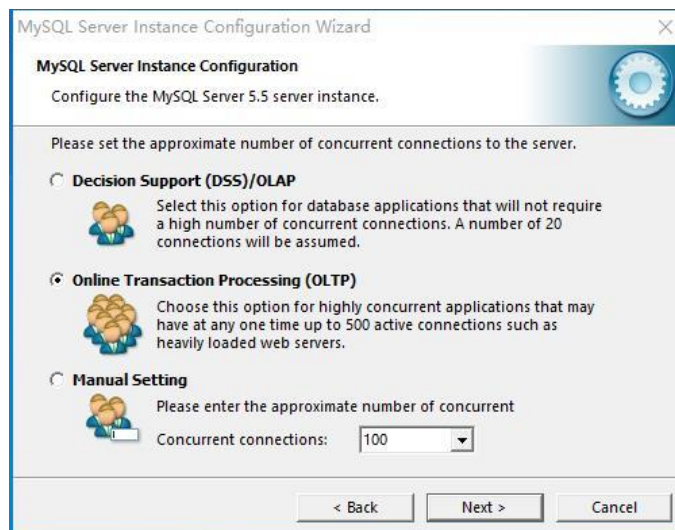 MySQL Server Instance Configuration Wizard
MySQL Server Instance Configuration
Configure the MySQL Server 5.5 server instance.
Please set the approximate number of concurrent connections to the server.
Decision Support (DSS)/OLAP
Select this option for database applications that will not require
a high number of concurrent connections. A number of 20
connections will be assumed.
Online Transaction Processing (OLTP)
Choose this option for highly concurrent applications that may
have at any one time up to 500 active connections such as
heavily loaded web servers.
Manual Setting
Please enter the approximate number of concurrent
Concurrent connections: 100
< Back Next > Cancel